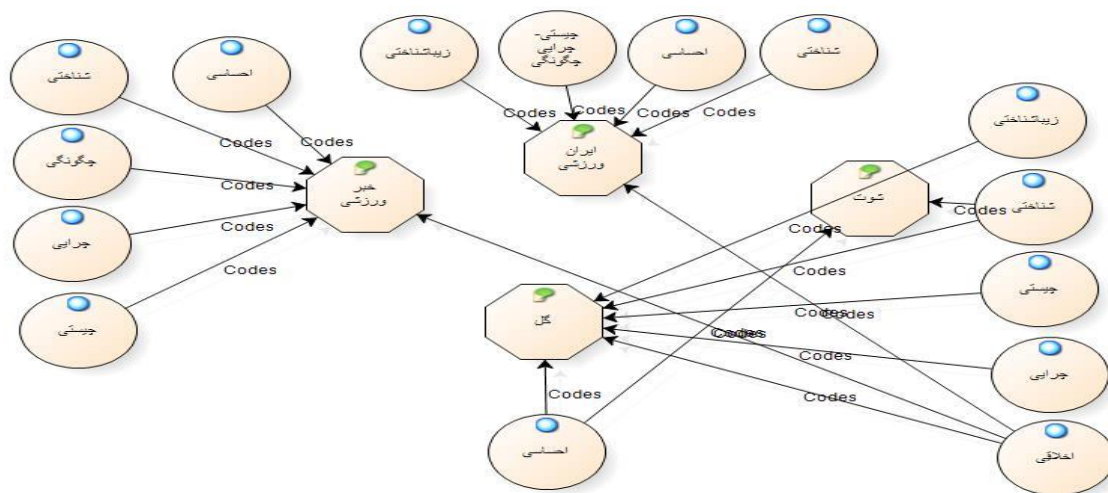 چیستی-
چرایی
چگونگی
شناختی
احساسی
زیباشناختی
احساسی
شناختی
Codes
Codes
Codes
Codes
زیباشناختی
Codes
Codes
ایران
ورزشی
چگونگی
خبر
ورزشی
شوت
شناختی
Codes
Codes
Codes
چرایی
Codes
Codes
Codes
چیستی
گل
چیستی
Codes
Codes
Codes
Codes
چرایی
Codes
Codes
احساسی
اخلاقی